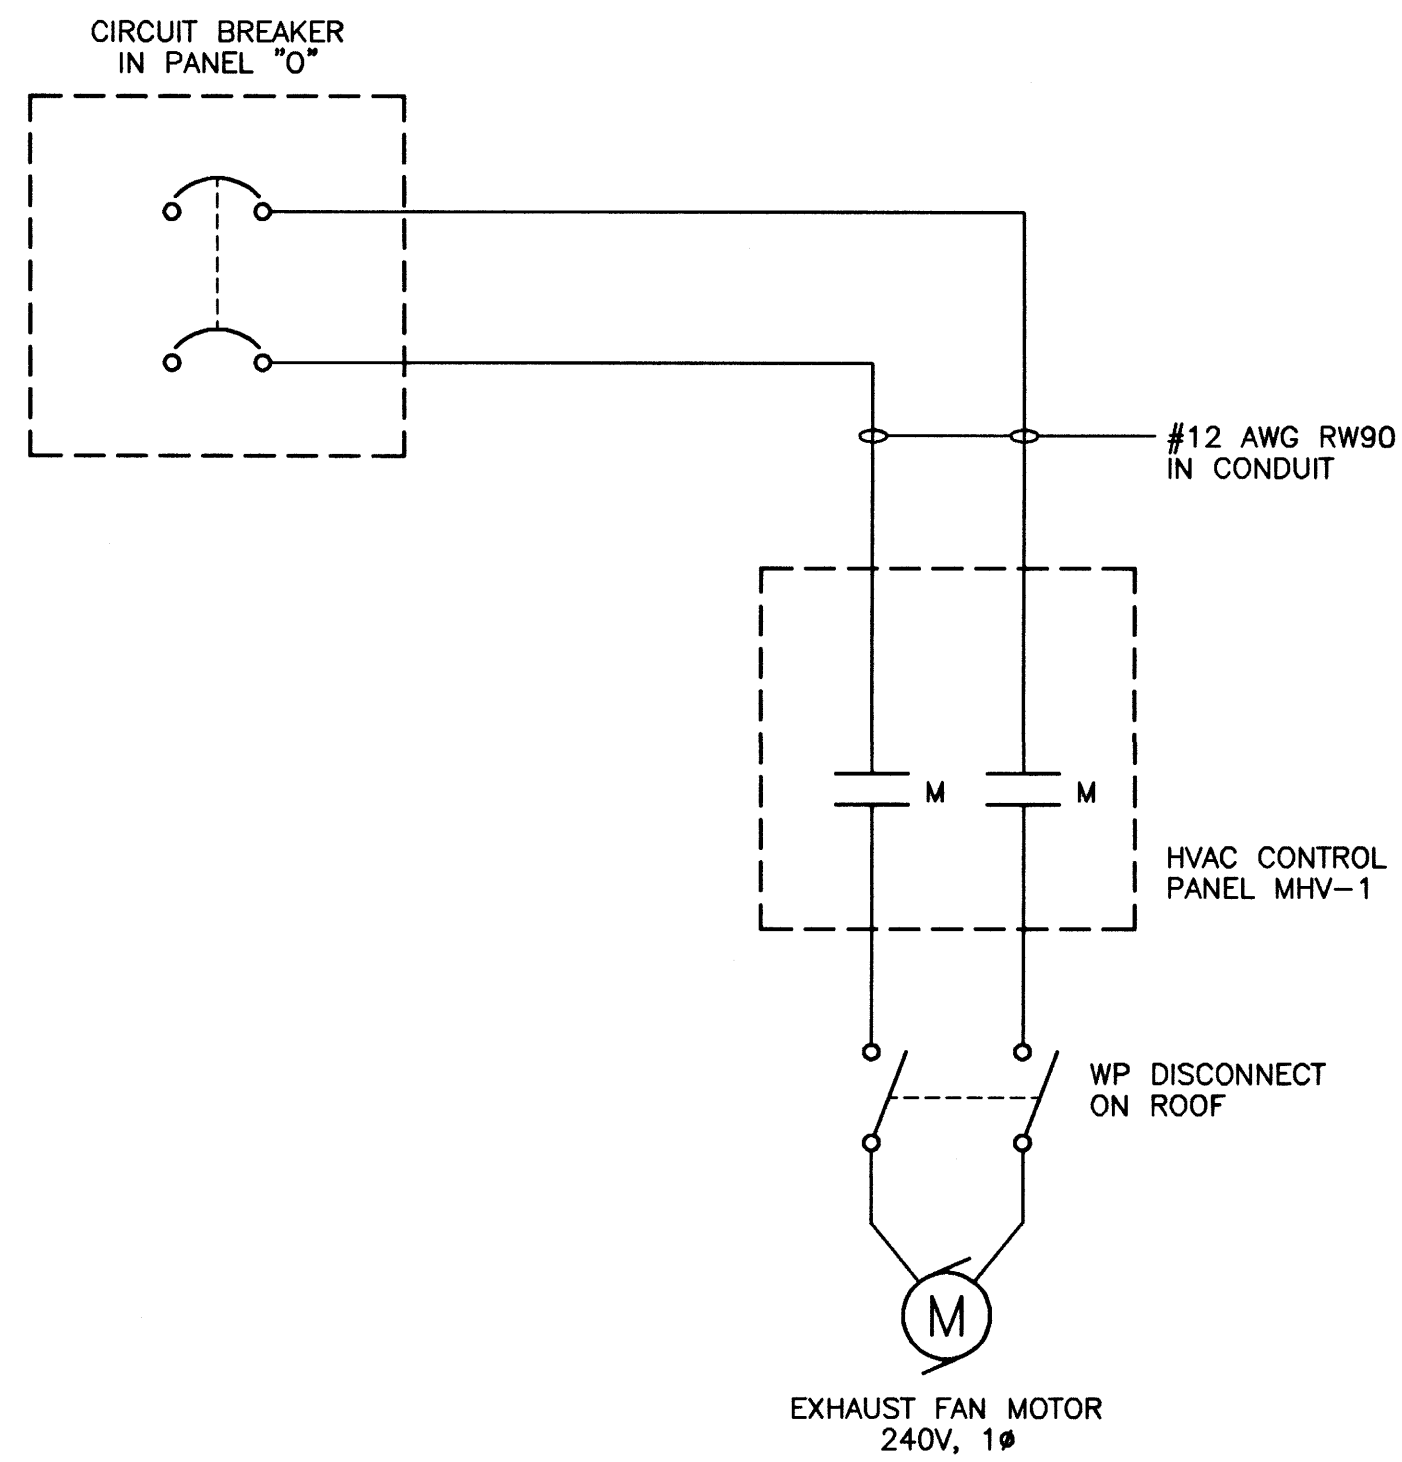 CIRCUIT BREAKER
IN PANEL "O"
#12 AWG RW90
IN CONDUIT
M
M
HVAC CONTROL
PANEL MHV-1
WP DISCONNECT
ON ROOF
M
EXHAUST FAN MOTOR
240V, 1ø